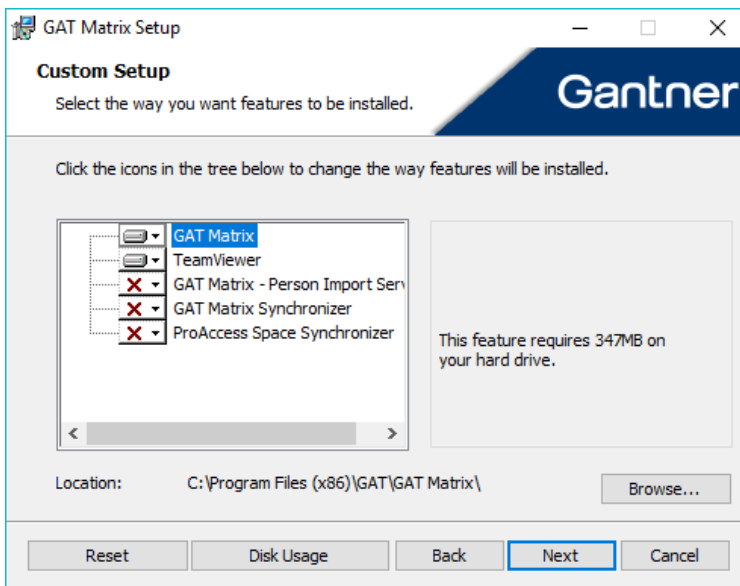 GAT Matrix Setup
Custom Setup
Select the way you want features to be installed.
Gantner
Click the icons in the tree below to change the way features will be installed.
GAT Matrix
TeamViewer
GAT Matrix - Person Import Serv
GAT Matrix Synchronizer
ProAccess Space Synchronizer
This feature requires 347MB on
your hard drive.
Location: C:\Program Files (x86)\GAT\GAT Matrix\
Browse...
Reset Disk Usage Back Next Cancel